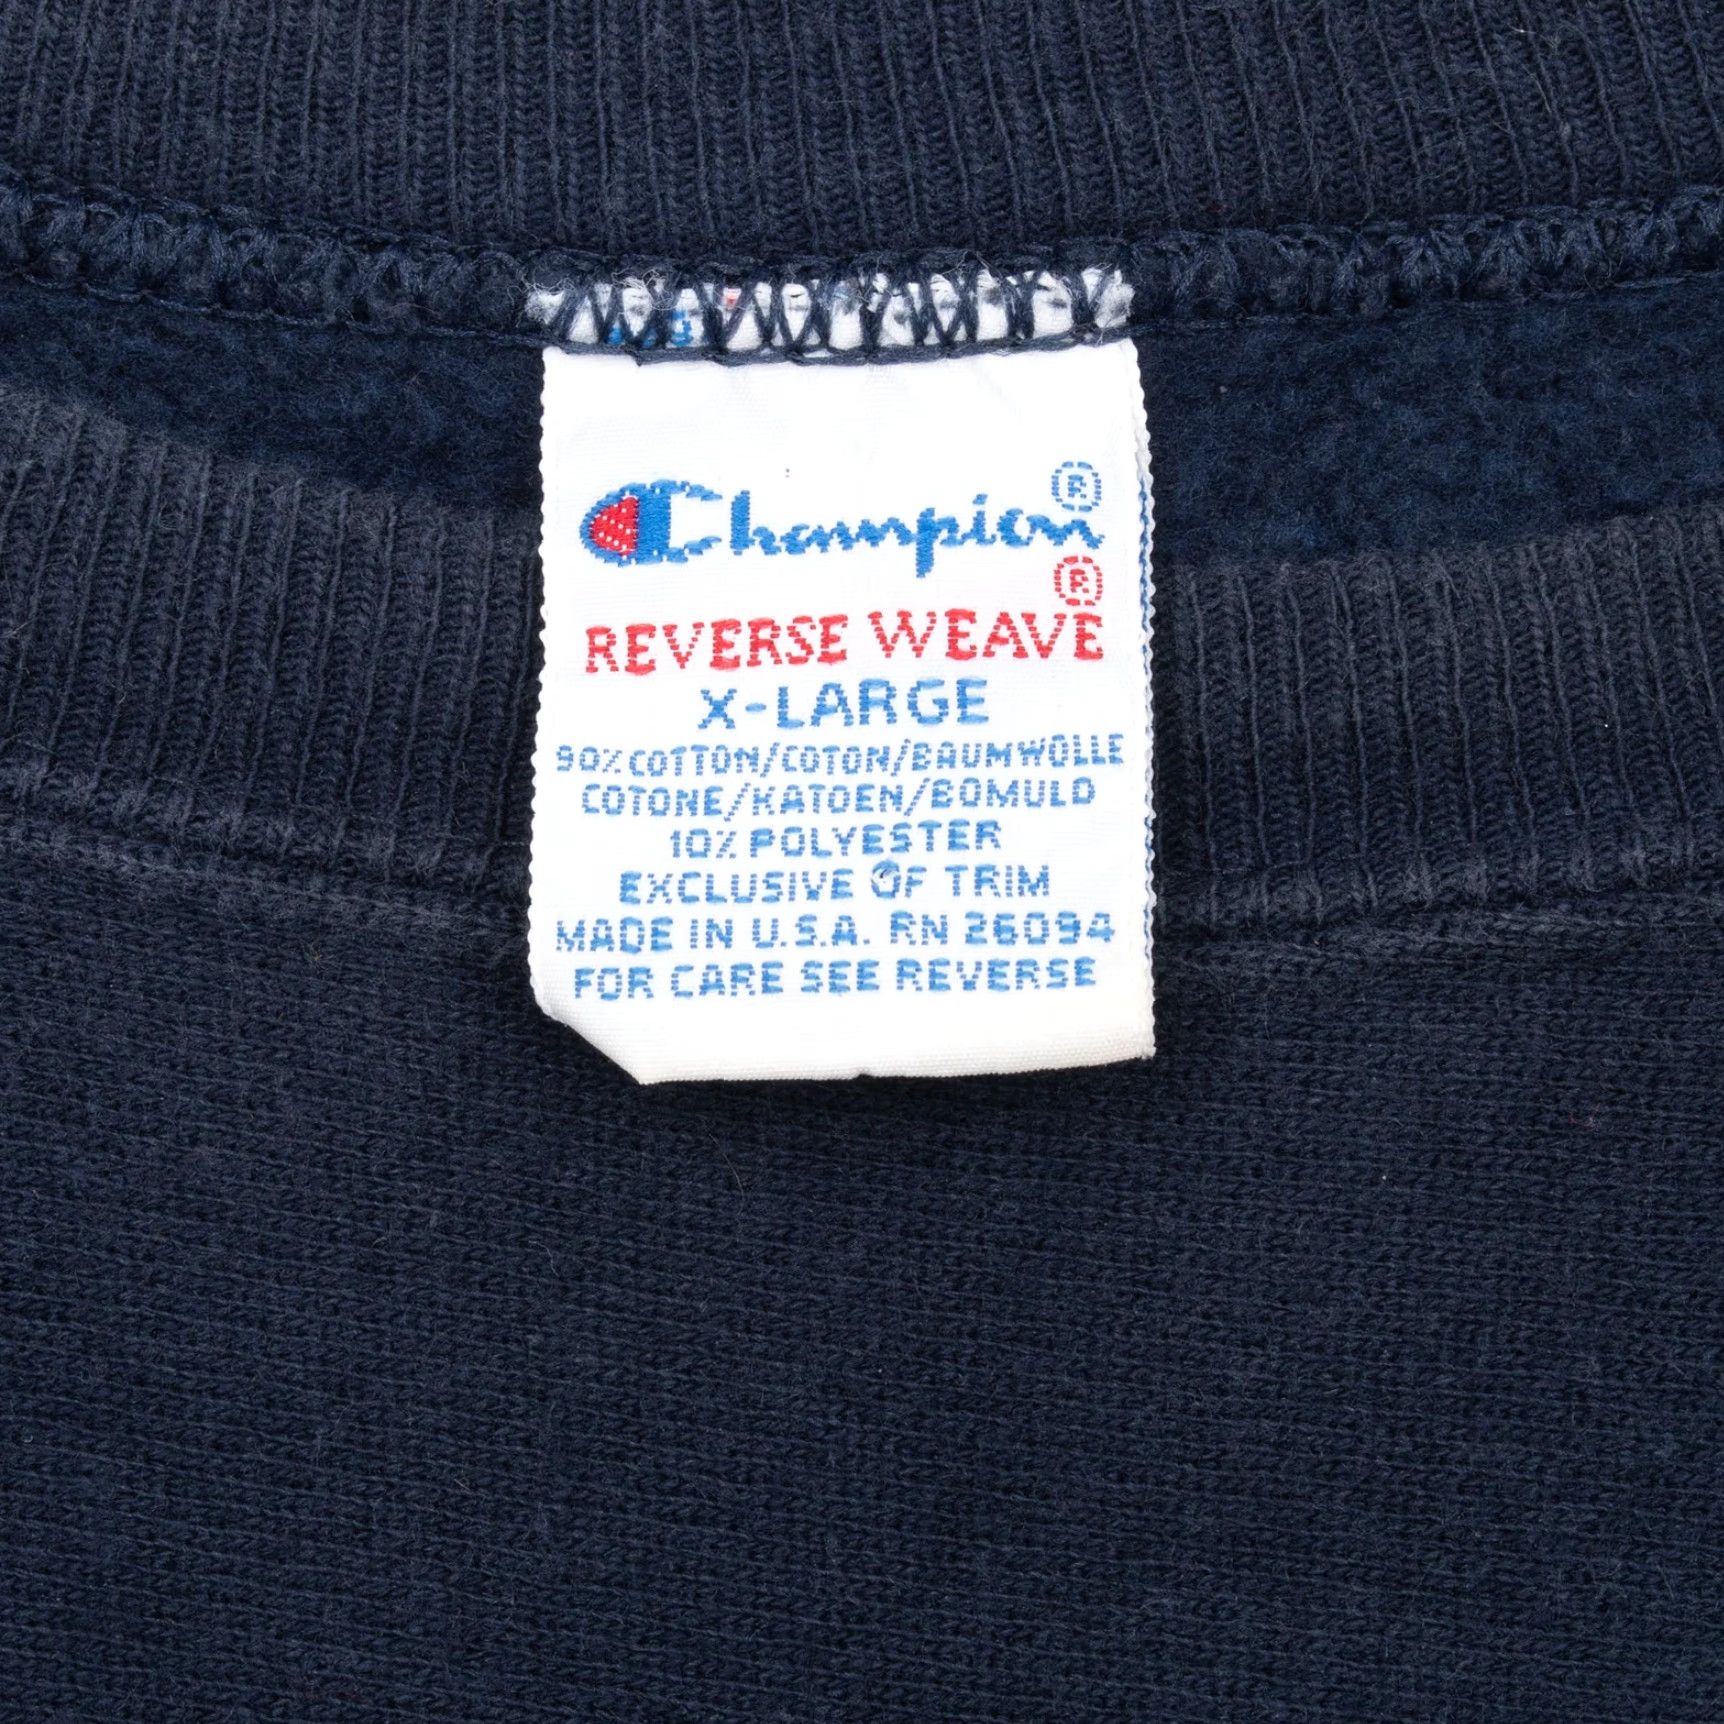 Champion®
REVERSE WEAVE®
X-LARGE
90% COTTON/COTON/BAUMWOLLE
COTONE/KATOEN/BOMULD
10% POLYESTER
EXCLUSIVE OF TRIM
MADE IN U.S.A. RN 26094
FOR CARE SEE REVERSE